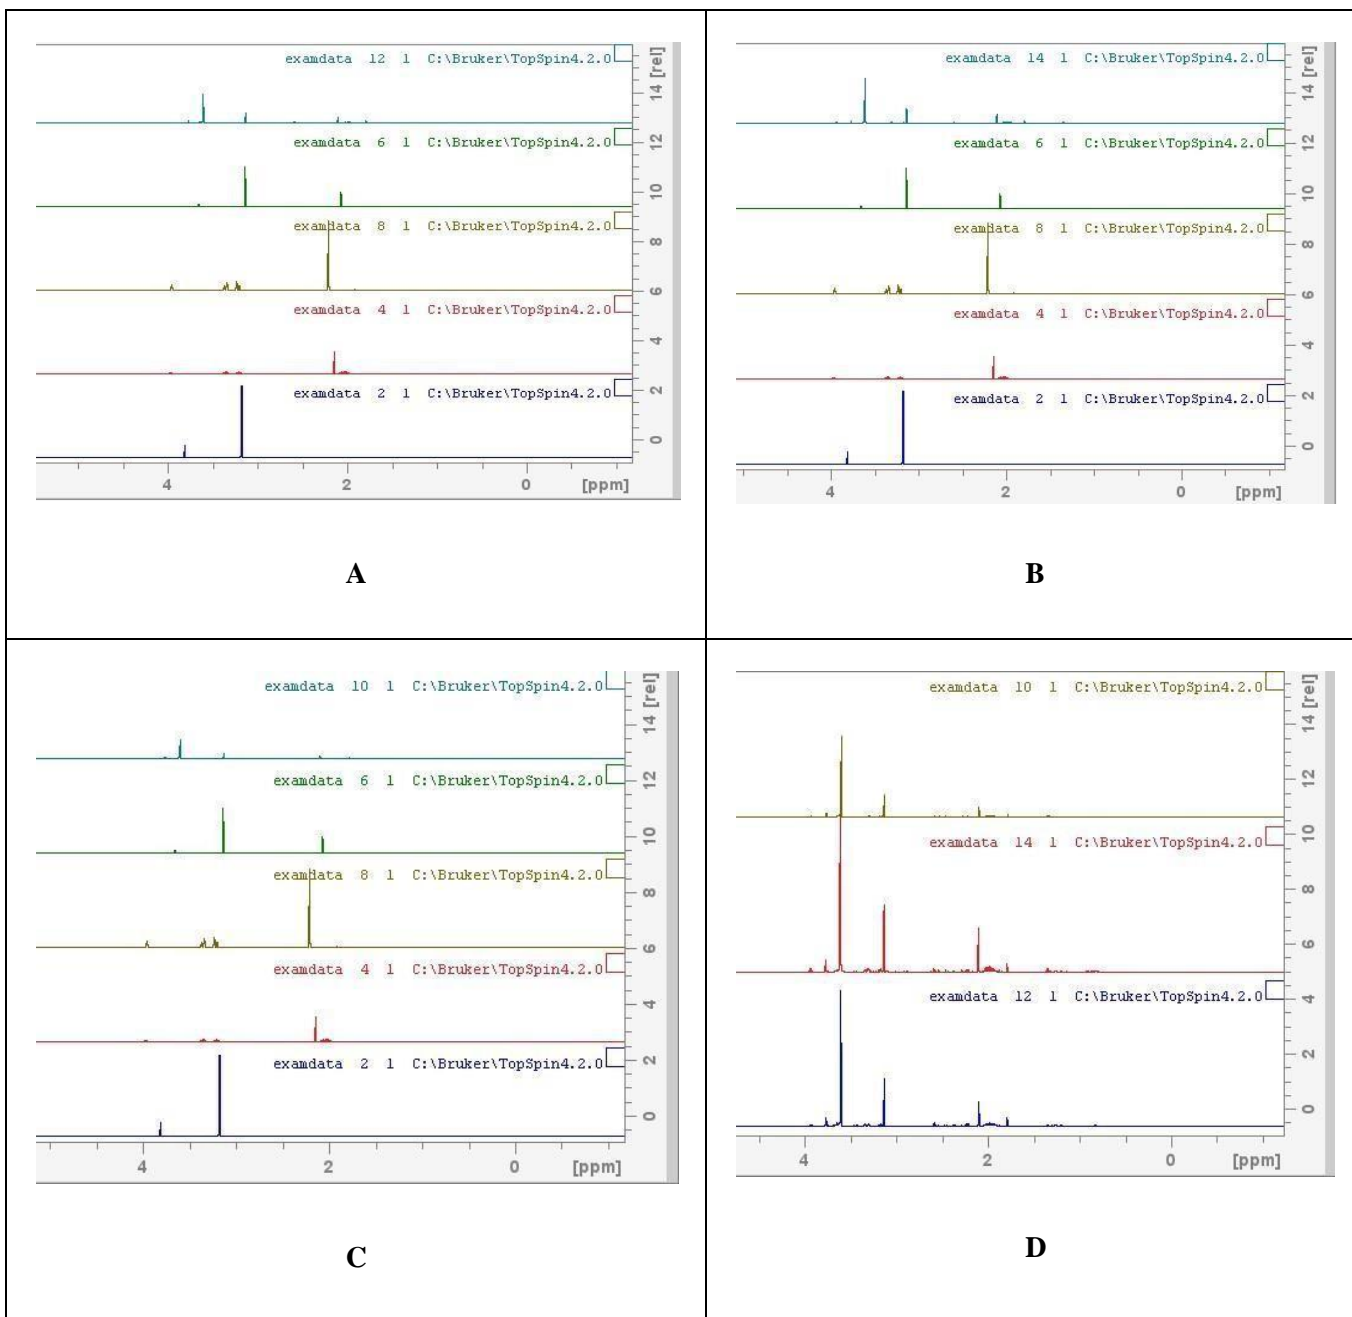 examdata 12 1 C:\Bruker\TopSpin4.2.0
examdata 6 1 C:\Bruker\TopSpin4.2.0
examdata 8 1 C:\Bruker\TopSpin4.2.0
examdata 4 1 C:\Bruker\TopSpin4.2.0
examdata 2 1 C:\Bruker\TopSpin4.2.0
14 [rel]
12
10
8
6
4
2
0
4 2 0 [ppm]
A
examdata 14 1 C:\Bruker\TopSpin4.2.0
examdata 6 1 C:\Bruker\TopSpin4.2.0
examdata 8 1 C:\Bruker\TopSpin4.2.0
examdata 4 1 C:\Bruker\TopSpin4.2.0
examdata 2 1 C:\Bruker\TopSpin4.2.0
14 [rel]
12
10
8
6
4
2
0
4 2 0 [ppm]
B
examdata 10 1 C:\Bruker\TopSpin4.2.0
examdata 6 1 C:\Bruker\TopSpin4.2.0
examdata 8 1 C:\Bruker\TopSpin4.2.0
examdata 4 1 C:\Bruker\TopSpin4.2.0
examdata 2 1 C:\Bruker\TopSpin4.2.0
14 [rel]
12
10
8
6
4
2
0
4 2 0 [ppm]
C
examdata 10 1 C:\Bruker\TopSpin4.2.0
examdata 14 1 C:\Bruker\TopSpin4.2.0
examdata 12 1 C:\Bruker\TopSpin4.2.0
14 [rel]
12
10
8
6
4
2
0
4 2 0 [ppm]
D